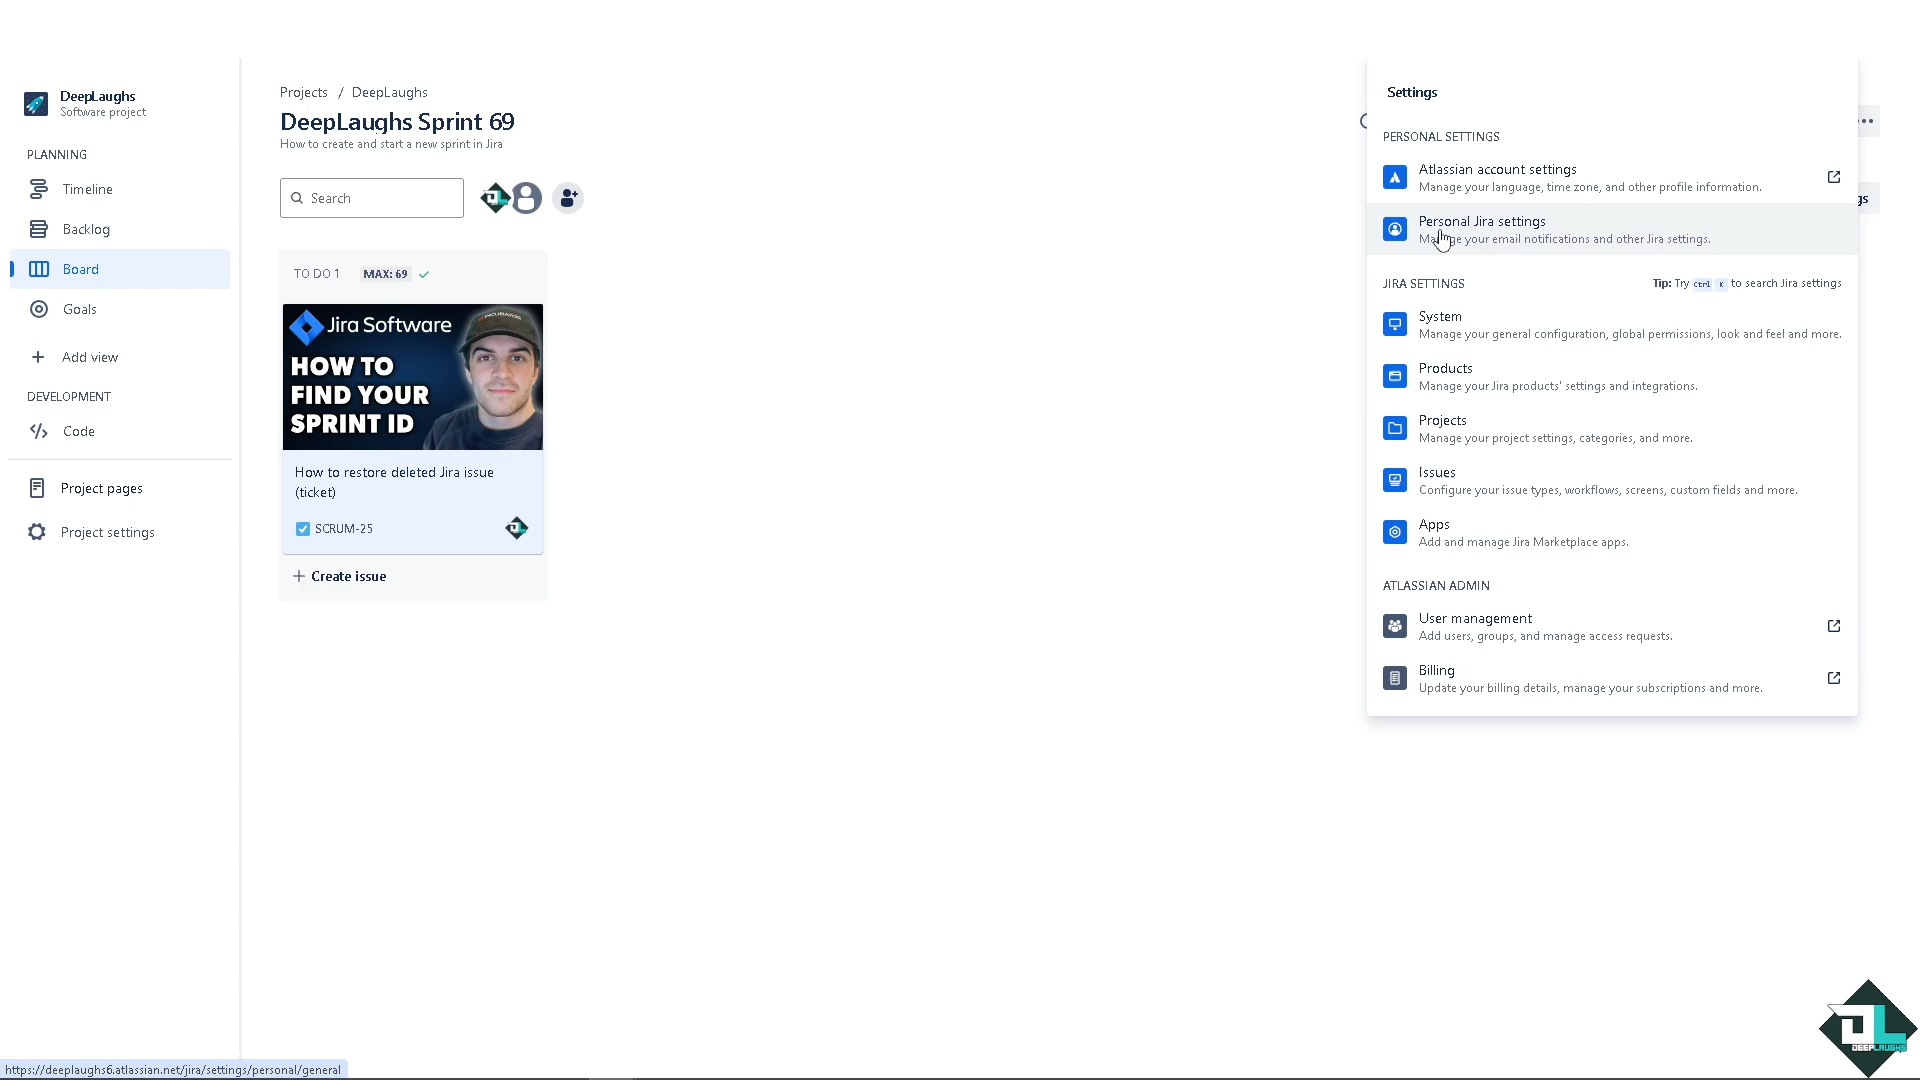 DeepLaughs
Software project
PLANNING
Timeline
Backlog
Board
Goals
Add view
DEVELOPMENT
Code
Project pages
Project settings
Projects / DeepLaughs
DeepLaughs Sprint 69
How to create and start a new sprint in Jira
Search
TO DO 1 MAX: 69
Jira Software
HOW TO
FIND YOUR
SPRINT ID
How to restore deleted Jira issue
(ticket)
SCRUM-25
Create issue
Settings
PERSONAL SETTINGS
Atlassian account settings
Manage your language, time zone, and other profile information.
Personal Jira settings
Manage your email notifications and other Jira settings.
JIRA SETTINGS
Tip: Try Ctrl K to search Jira settings
System
Manage your general configuration, global permissions, look and feel and more.
Products
Manage your Jira products' settings and integrations.
Projects
Manage your project settings, categories, and more.
Issues
Configure your issue types, workflows, screens, custom fields and more.
Apps
Add and manage Jira Marketplace apps.
ATLASSIAN ADMIN
User management
Add users, groups, and manage access requests.
Billing
Update your billing details, manage your subscriptions and more.
gs
DEEPLAUGHS
https://deeplaughs6.atlassian.net/jira/settings/personal/general